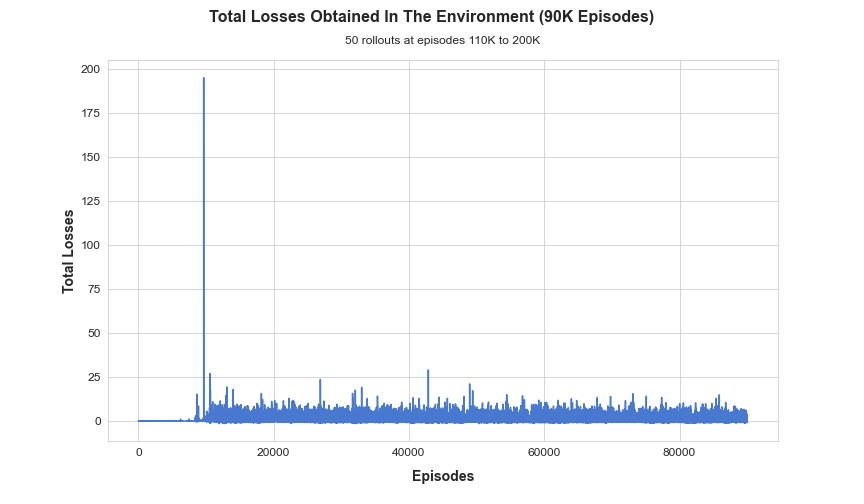 Total Losses Obtained In The Environment (90K Episodes)
50 rollouts at episodes 110K to 200K
200
175
150
125
100
75
50
25
0
Total Losses
0 20000 40000 60000 80000
Episodes